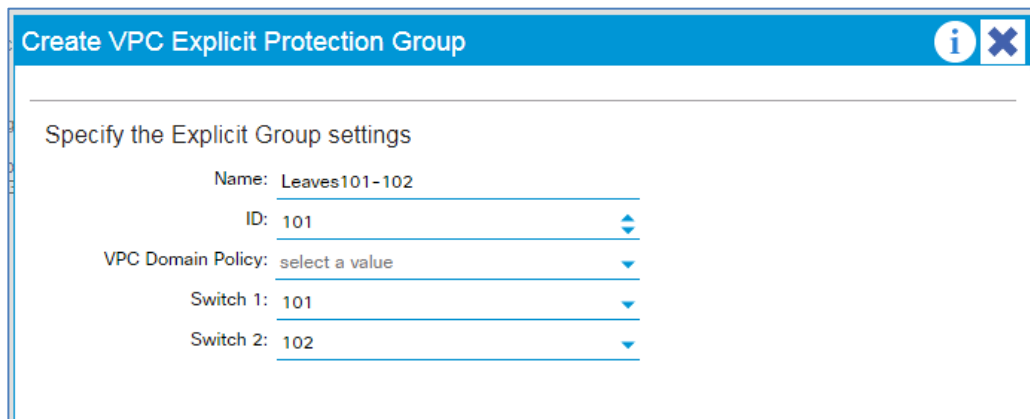 Create VPC Explicit Protection Group
i
Specify the Explicit Group settings
Name: Leaves101-102
ID: 101
VPC Domain Policy: select a value
Switch 1: 101
Switch 2: 102